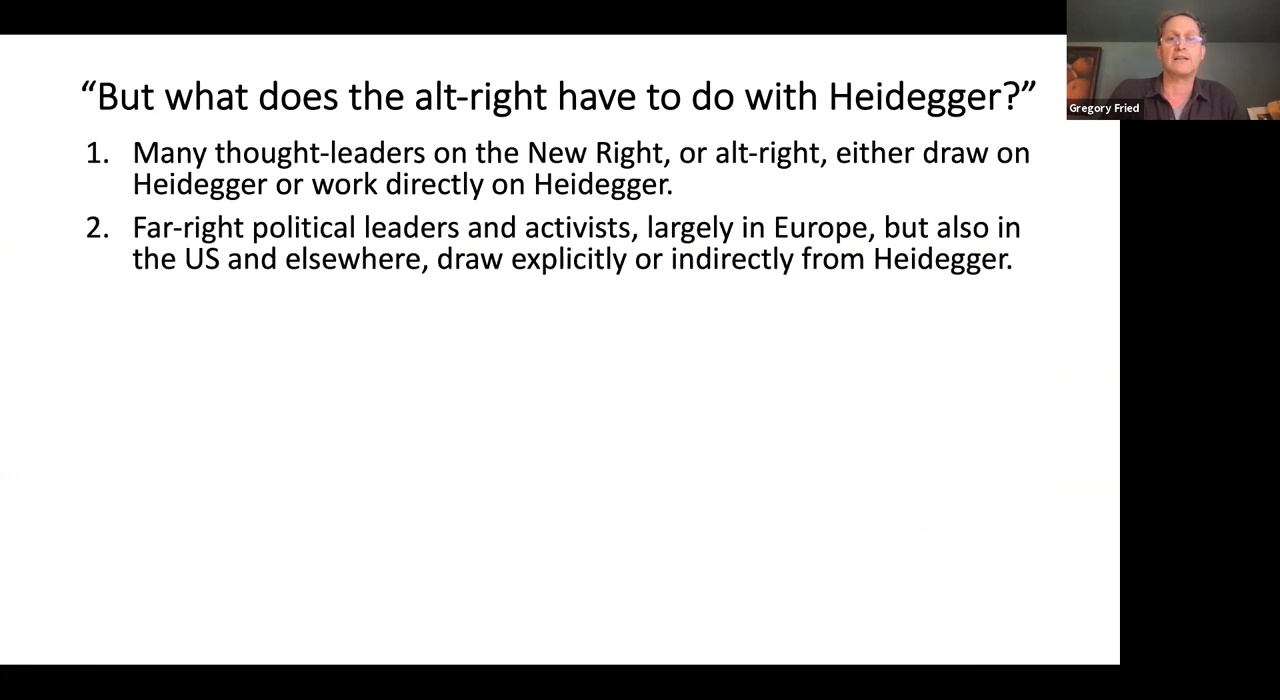 “But what does the alt-right have to do with Heidegger?”
1. Many thought-leaders on the New Right, or alt-right, either draw on
Heidegger or work directly on Heidegger.
2. Far-right political leaders and activists, largely in Europe, but also in
the US and elsewhere, draw explicitly or indirectly from Heidegger.
Gregory Fried